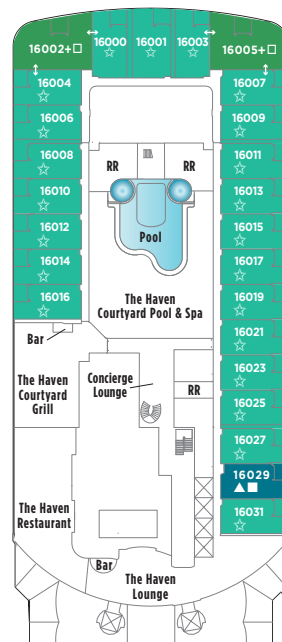 16002+□ 16000 16001 16003 16005+□
☆ ☆ ☆
16004 16007
☆ ☆
16006 16009
☆ ☆
16008 RR RR 16011
☆ ☆
16010 16013
☆ ☆
16012 Pool 16015
☆ ☆
16014 16017
☆ ☆
16016 The Haven 16019
☆ Courtyard Pool & Spa ☆
Bar 16021
☆
The Haven Concierge 16023
Courtyard Lounge RR ☆
Grill 16025
☆
16027
☆
16029
▲■
The Haven 16031
Restaurant ☆
Bar
The Haven
Lounge